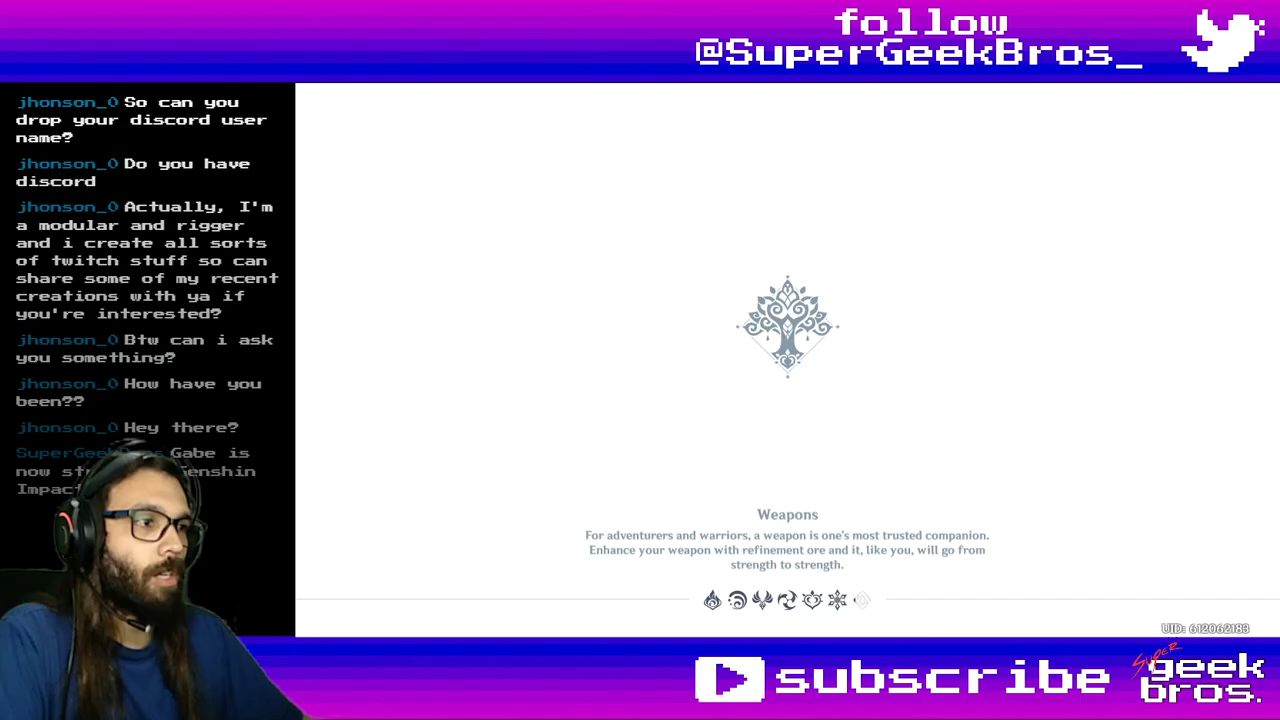 follow
@SuperGeekBros_
jhonson_0 So can you
drop your discord user
name?
jhonson_0 Do you have
discord
jhonson_0 Actually, I'm
a modular and rigger
and i create all sorts
of twitch stuff so can
share some of my recent
creations with ya if
you're interested?
jhonson_0 Btw can i ask
you something?
jhonson_0 How have you
been??
jhonson_0 Hey there?
Gabe is
now
Weapons
For adventurers and warriors, a weapon is one's most trusted companion.
Enhance your weapon with refinement ore and it, like you, will go from
strength to strength.
UID: 612062183
subscribe
SUPER
geek
bros.